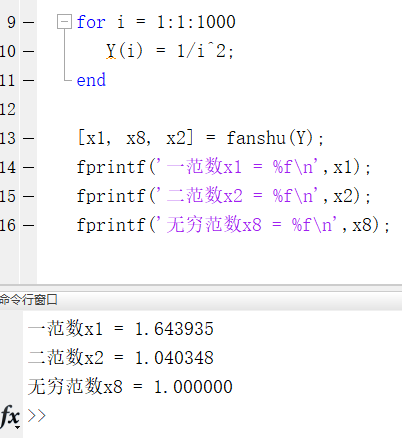 9 — for i = 1:1:1000
10 — Y(i) = 1/i^2;
11 — end
12
13 — [x1, x8, x2] = fanshu(Y);
14 — fprintf('一范数x1 = %f\n',x1);
15 — fprintf('二范数x2 = %f\n',x2);
16 — fprintf('无穷范数x8 = %f\n',x8);
命令行窗口
一范数x1 = 1.643935
二范数x2 = 1.040348
无穷范数x8 = 1.000000
fx >>